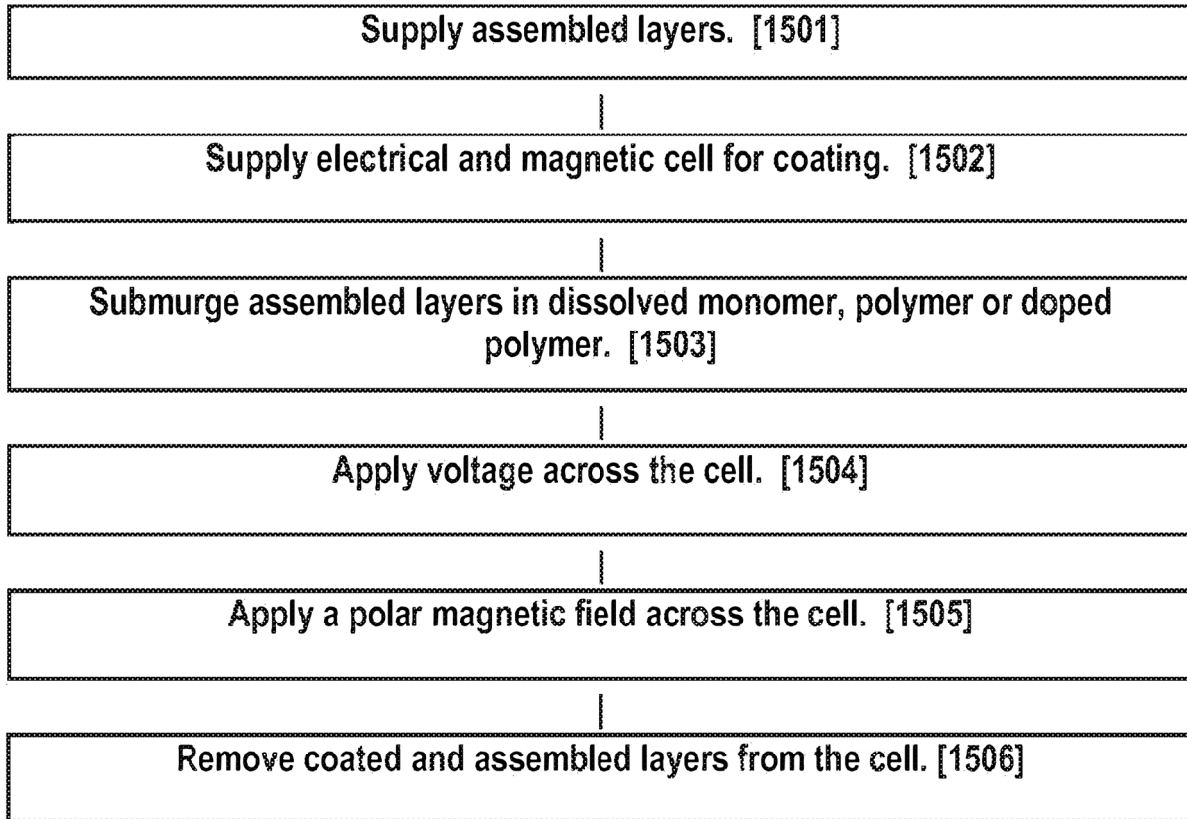 Supply assembled layers. [1501]
Supply electrical and magnetic cell for coating. [1502]
Submurge assembled layers in dissolved monomer, polymer or doped
polymer. [1503]
Apply voltage across the cell. [1504]
Apply a polar magnetic field across the cell. [1505]
Remove coated and assembled layers from the cell. [1506]